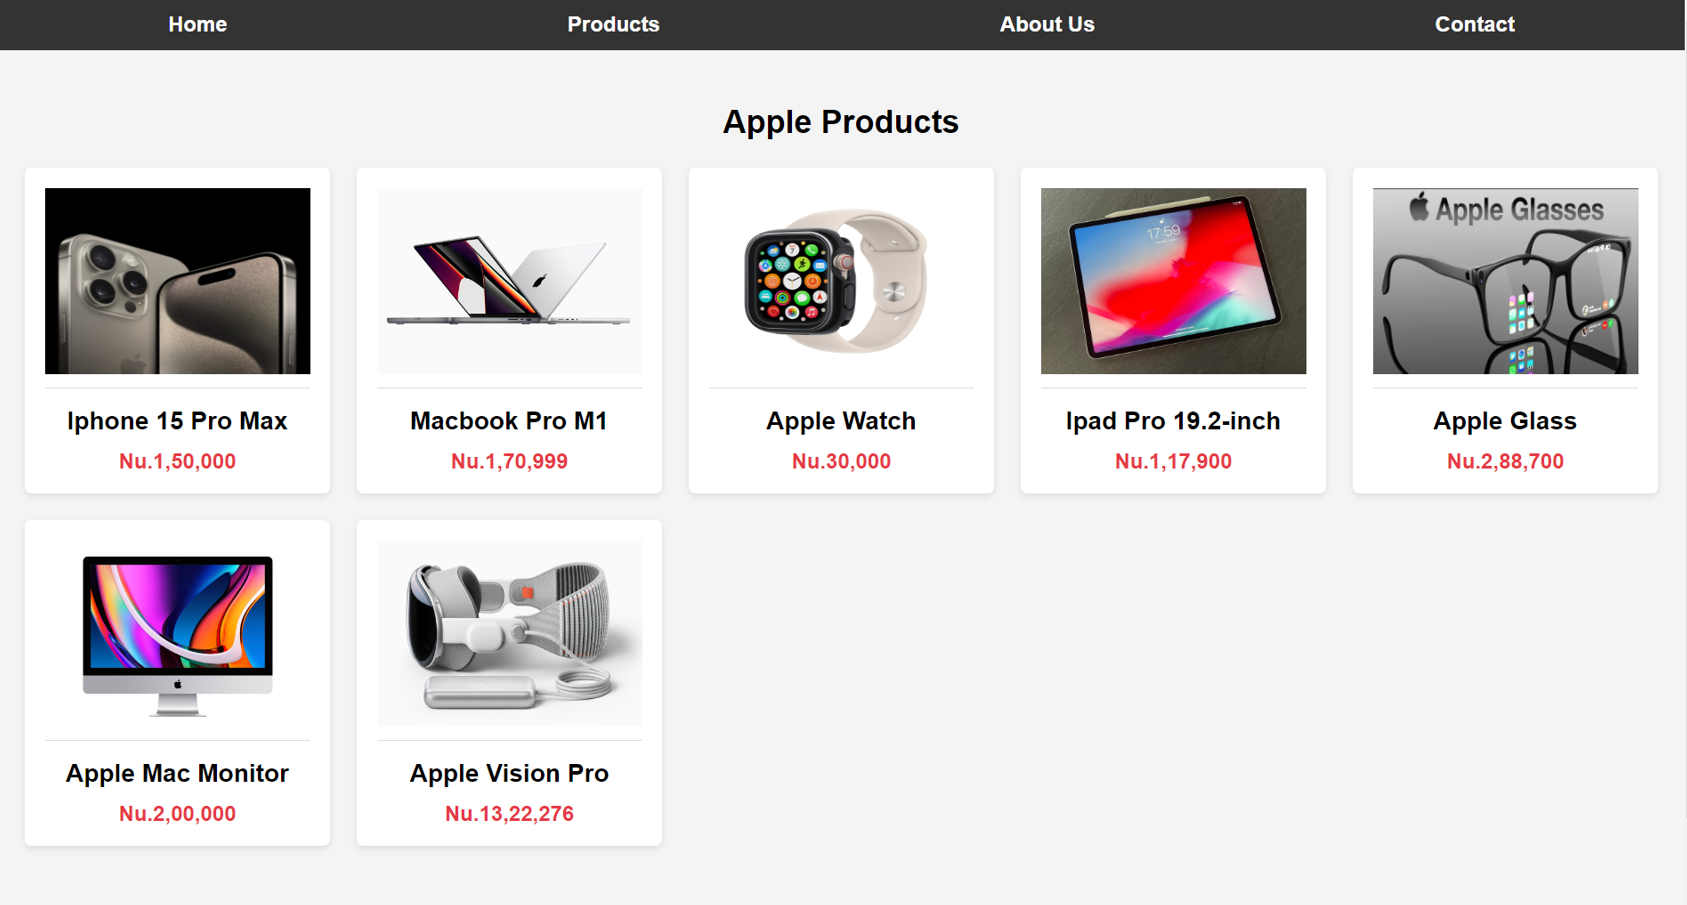 Home Products About Us Contact
Apple Products
Apple Glasses
17:59
Iphone 15 Pro Max
Nu.1,50,000
Macbook Pro M1
Nu.1,70,999
Apple Watch
Nu.30,000
Ipad Pro 19.2-inch
Nu.1,17,900
Apple Glass
Nu.2,88,700
Apple Mac Monitor
Nu.2,00,000
Apple Vision Pro
Nu.13,22,276